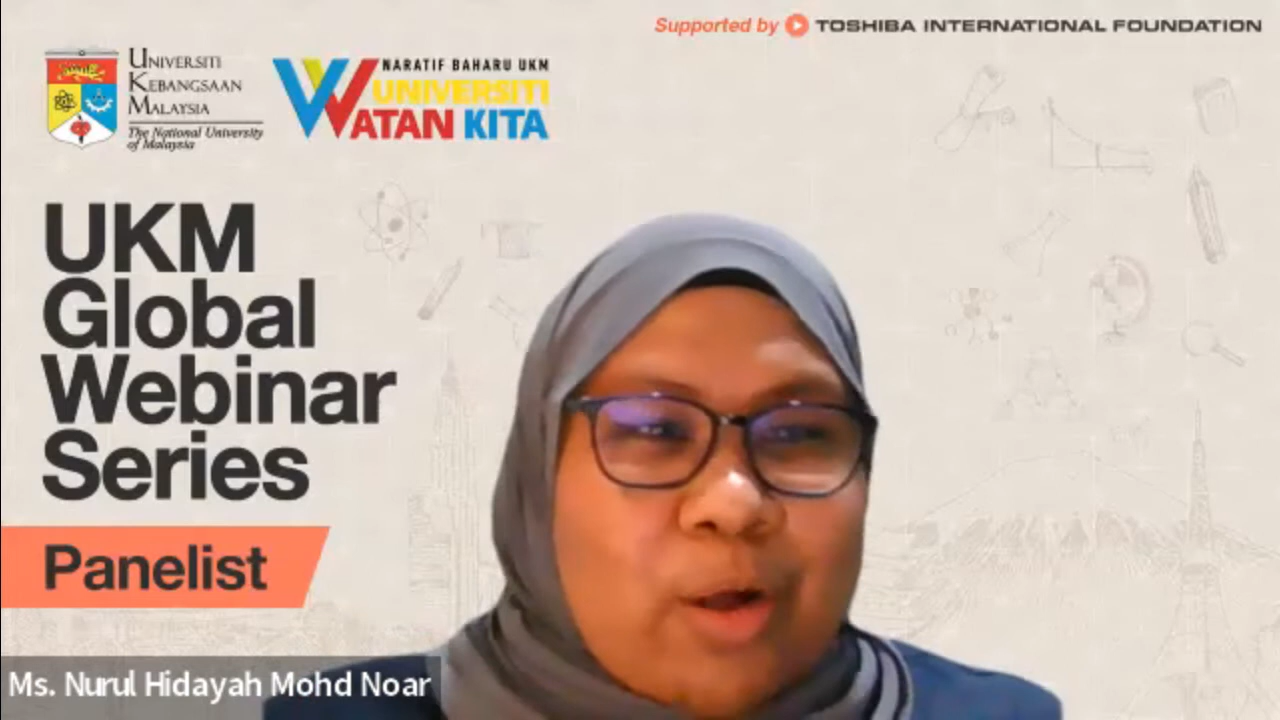 Supported by TOSHIBA INTERNATIONAL FOUNDATION
UNIVERSITI
KEBANGSAAN
MALAYSIA
The National University
of Malaysia
NARATIF BAHARU UKM
UNIVERSITI
WATAN KITA
UKM
Global
Webinar
Series
Panelist
Ms. Nurul Hidayah Mohd Noar